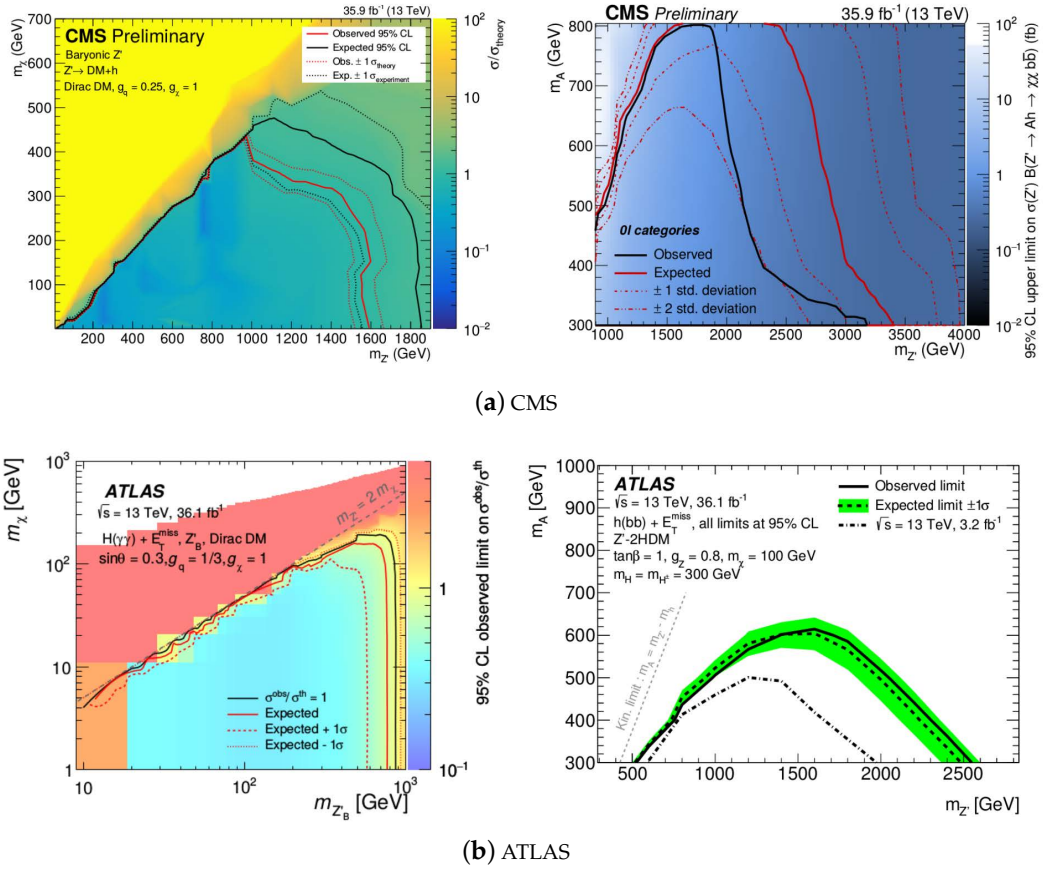 35.9 fb⁻¹ (13 TeV)
CMS Preliminary
Baryonic Z'
Z'→ DM+h
Dirac DM, g_q = 0.25, g_χ = 1
Observed 95% CL
Expected 95% CL
Obs. ± 1 σ_theory
Exp. ± 1 σ_experiment
m_χ (GeV)
700
600
500
400
300
200
100
200 400 600 800 1000 1200 1400 1600 1800
m_Z' (GeV)
10²
10
1
10⁻¹
10⁻²
σ/σ_theory
CMS Preliminary
35.9 fb⁻¹ (13 TeV)
m_A (GeV)
800
700
600
500
400
300
0l categories
Observed
Expected
± 1 std. deviation
± 2 std. deviation
1000 1500 2000 2500 3000 3500 4000
m_Z' (GeV)
10²
10
1
10⁻¹
10⁻²
95% CL upper limit on σ(Z') B(Z' → Ah → χχ bb̄) (fb)
(a) CMS
m_χ [GeV]
10³
10²
10
1
ATLAS
√s = 13 TeV, 36.1 fb⁻¹
H(γγ) + E_T^miss, Z'_B, Dirac DM
sinθ = 0.3, g_q = 1/3, g_χ = 1
m_Z' = 2 m_χ
σ^obs/σ^th = 1
Expected
Expected + 1σ
Expected - 1σ
10 10² 10³
m_Z'_B [GeV]
1
10⁻¹
95% CL observed limit on σ^obs/σ^th
m_A [GeV]
1000
900
800
700
600
500
400
300
ATLAS
√s = 13 TeV, 36.1 fb⁻¹
h(bb) + E_T^miss, all limits at 95% CL
Z'-2HDM
tanβ = 1, g_Z = 0.8, m_χ = 100 GeV
m_H = m_H± = 300 GeV
Observed limit
Expected limit ±1σ
√s = 13 TeV, 3.2 fb⁻¹
Kin. limit : m_A = m_Z' - m_h
500 1000 1500 2000 2500
m_Z' [GeV]
(b) ATLAS